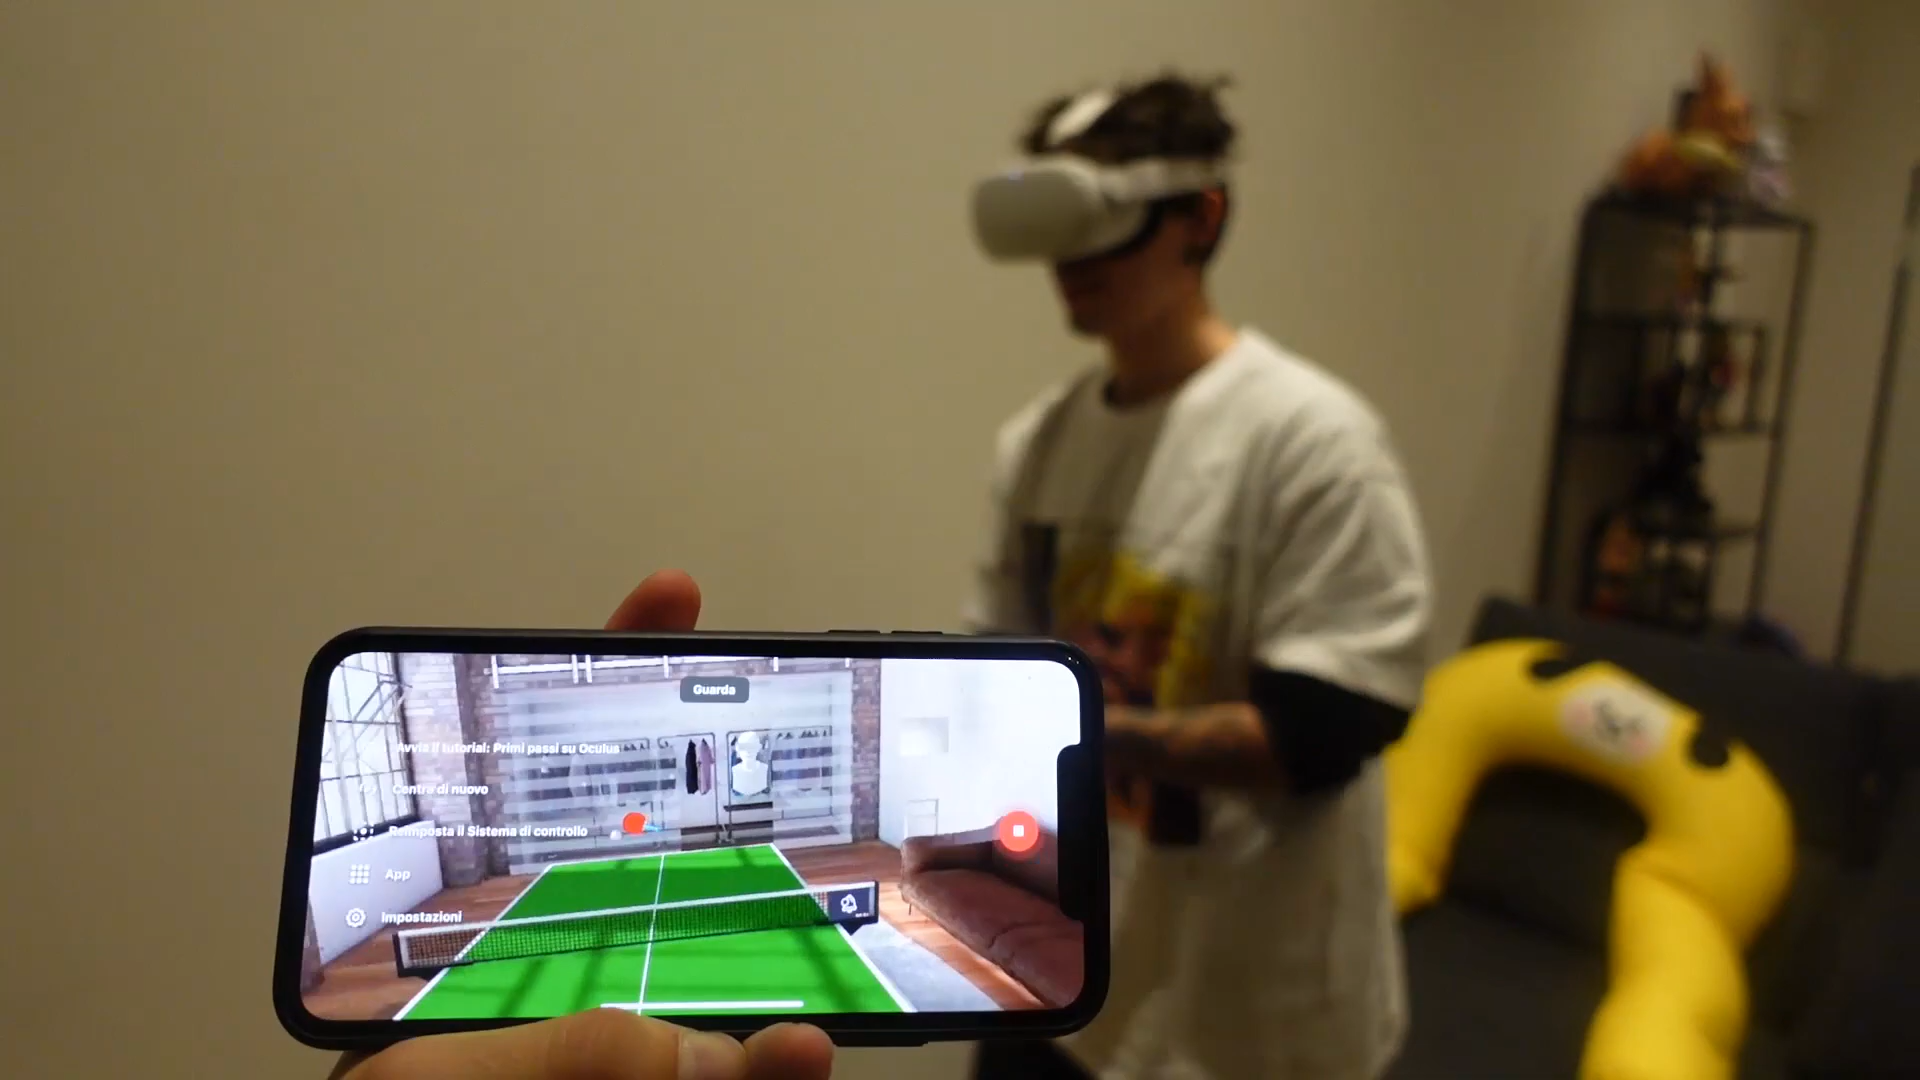 Guarda
Avvia il tutorial: Primi passi su Oculus
Centra di nuovo
Reimposta il Sistema di controllo
App
Impostazioni